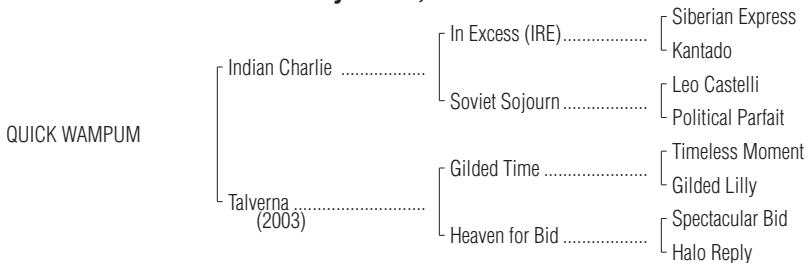 Siberian Express
In Excess (IRE)..................
Kantado
Indian Charlie ..................
Leo Castelli
Soviet Sojourn ..................
Political Parfait
QUICK WAMPUM
Timeless Moment
Gilded Time ......................
Gilded Lilly
Talverna ............................
(2003)
Spectacular Bid
Heaven for Bid ..................
Halo Reply